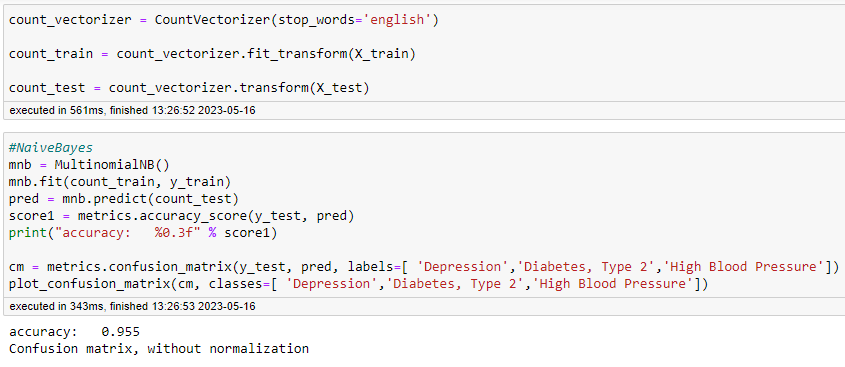 count_vectorizer = CountVectorizer(stop_words='english')
count_train = count_vectorizer.fit_transform(X_train)
count_test = count_vectorizer.transform(X_test)
executed in 561ms, finished 13:26:52 2023-05-16
#NaiveBayes
mnb = MultinomialNB()
mnb.fit(count_train, y_train)
pred = mnb.predict(count_test)
score1 = metrics.accuracy_score(y_test, pred)
print("accuracy:   %0.3f" % score1)
cm = metrics.confusion_matrix(y_test, pred, labels=[ 'Depression','Diabetes, Type 2','High Blood Pressure'])
plot_confusion_matrix(cm, classes=[ 'Depression','Diabetes, Type 2','High Blood Pressure'])
executed in 343ms, finished 13:26:53 2023-05-16
accuracy:   0.955
Confusion matrix, without normalization